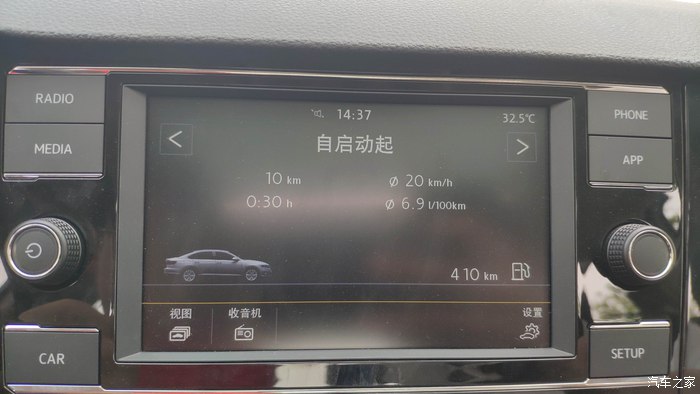 RADIO
MEDIA
CAR
14:37
32.5℃
<
自启动起
>
10 km
ø 20 km/h
0:30 h
ø 6.9 l/100km
410 km
视图
收音机
设置
PHONE
APP
SETUP
汽车之家